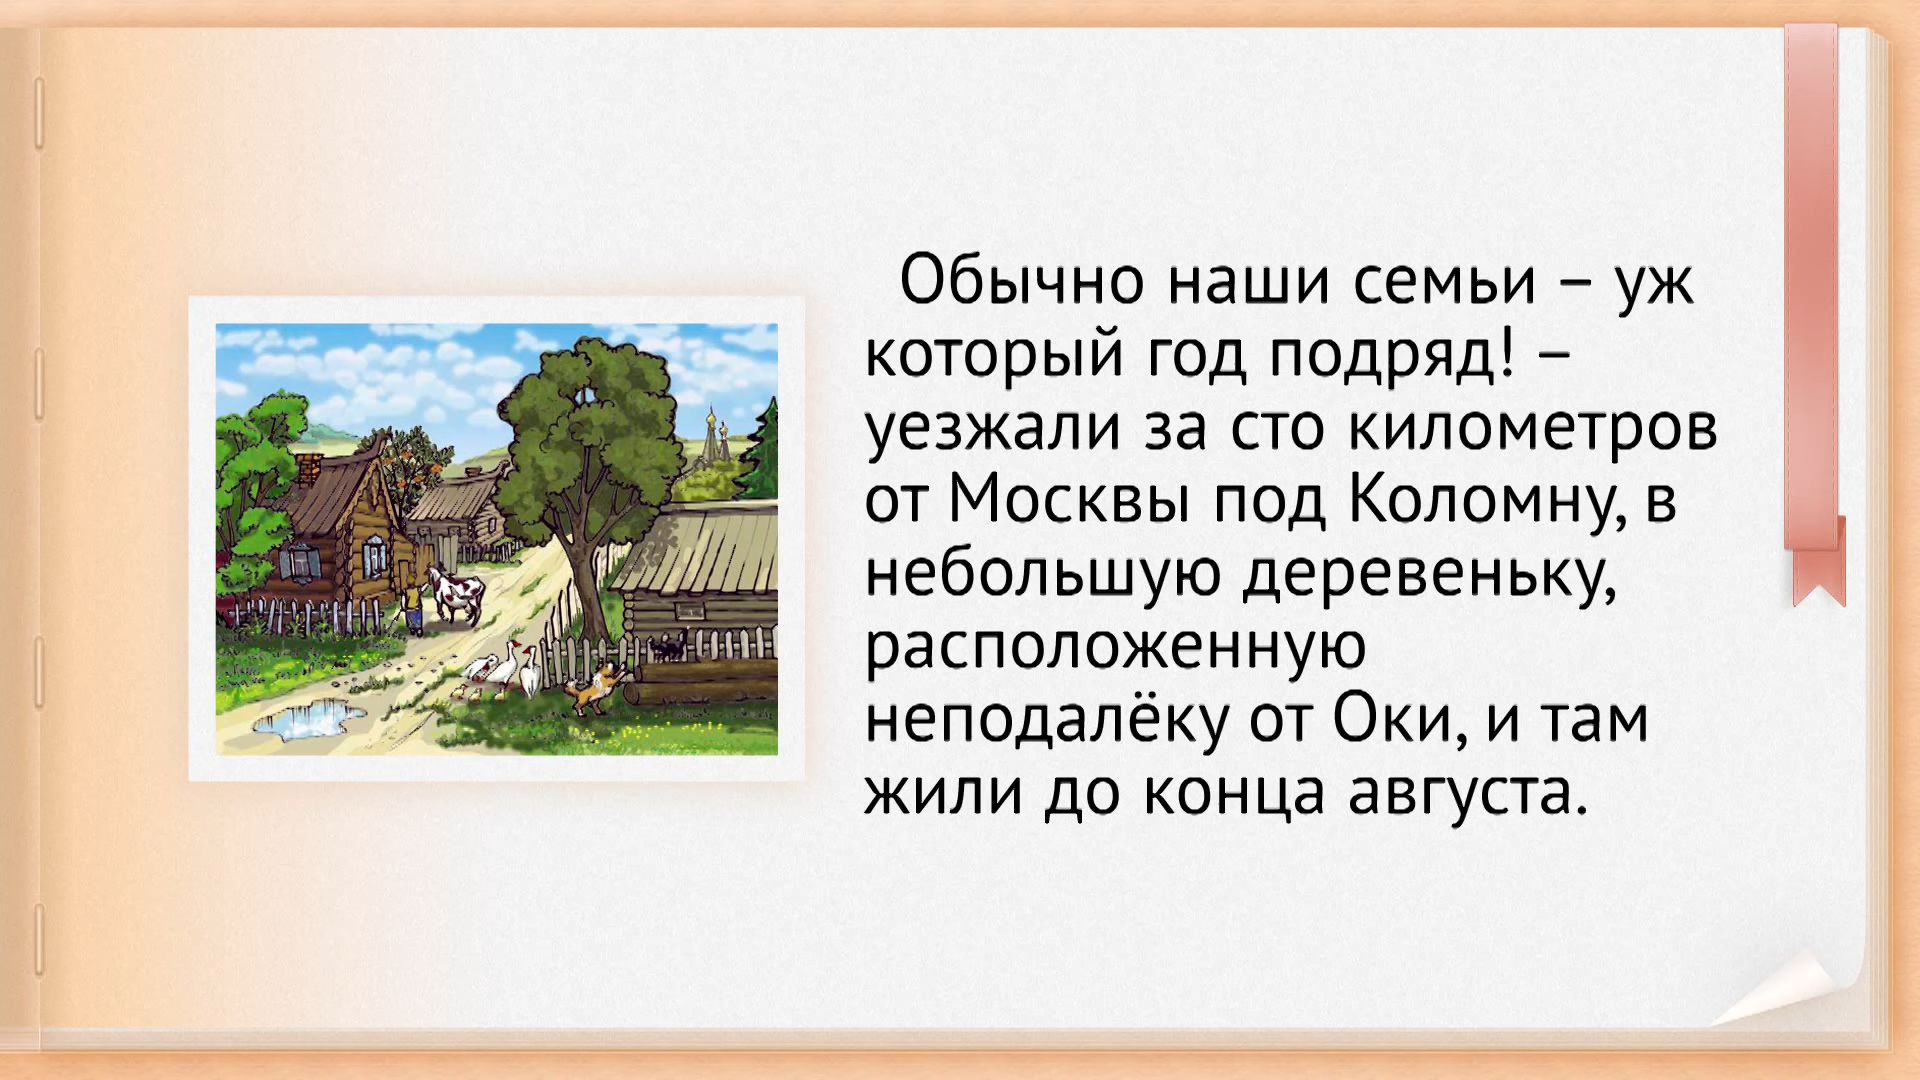 Обычно наши семьи – уж
который год подряд! –
уезжали за сто километров
от Москвы под Коломну, в
небольшую деревеньку,
расположенную
неподалёку от Оки, и там
жили до конца августа.